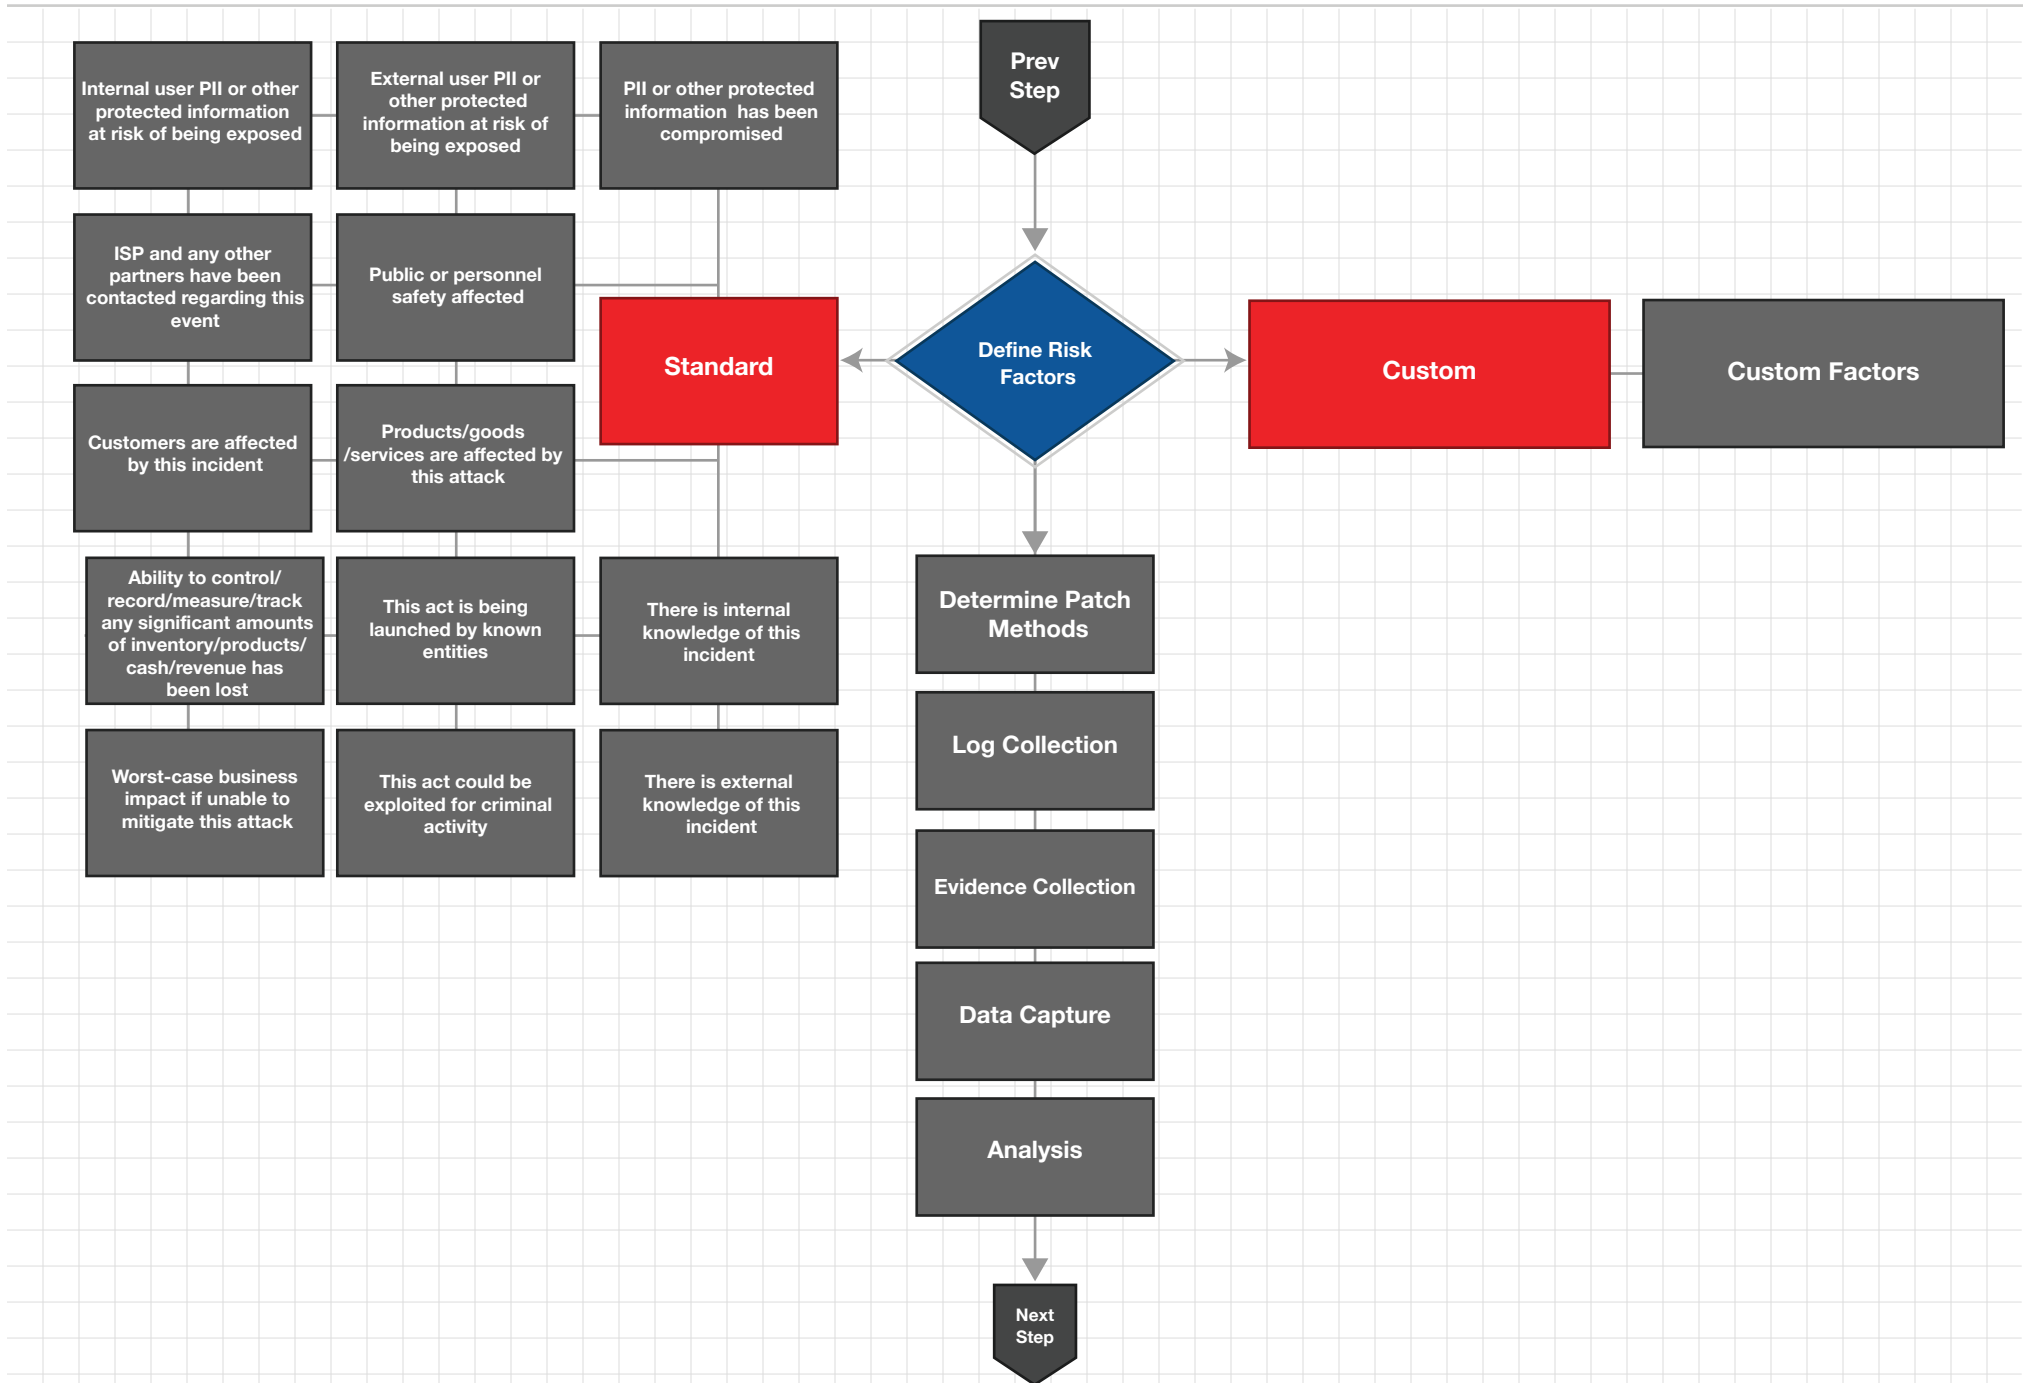 Internal user PII or other
protected information
at risk of being exposed
External user PII or
other protected
information at risk of
being exposed
PII or other protected
information has been
compromised
Prev
Step
ISP and any other
partners have been
contacted regarding this
event
Public or personnel
safety affected
Standard
Define Risk
Factors
Custom
Custom Factors
Customers are affected
by this incident
Products/goods
/services are affected by
this attack
Ability to control/
record/measure/track
any significant amounts
of inventory/products/
cash/revenue has
been lost
This act is being
launched by known
entities
There is internal
knowledge of this
incident
Determine Patch
Methods
Worst-case business
impact if unable to
mitigate this attack
This act could be
exploited for criminal
activity
There is external
knowledge of this
incident
Log Collection
Evidence Collection
Data Capture
Analysis
Next
Step